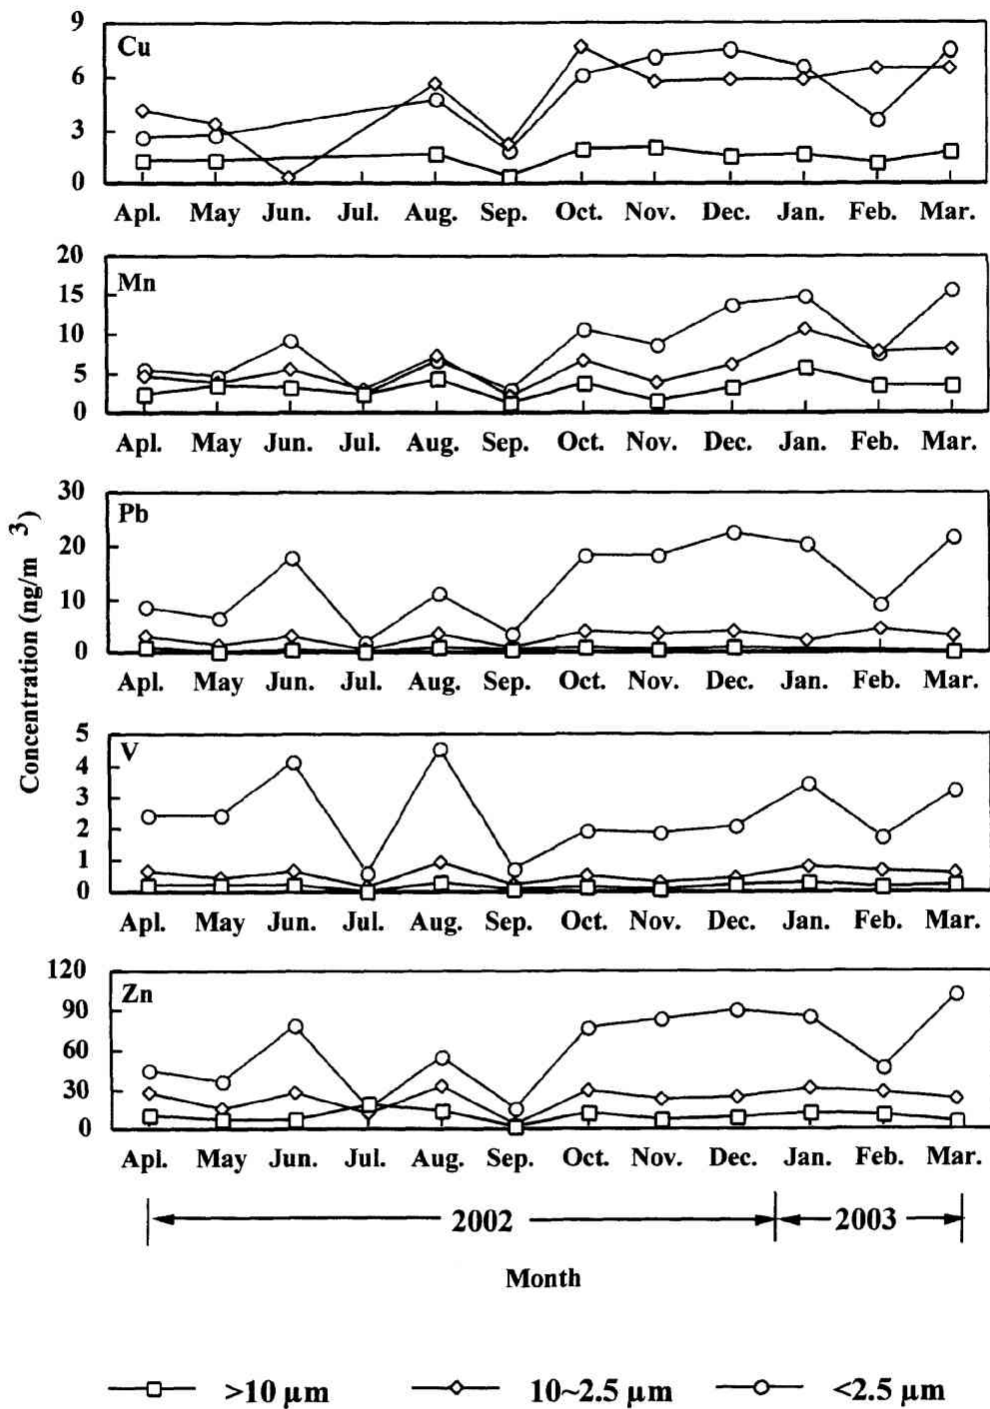 Concentration (ng/m 3)
Cu
9
6
3
0
Apl. May Jun. Jul. Aug. Sep. Oct. Nov. Dec. Jan. Feb. Mar.
Mn
20
15
10
5
0
Apl. May Jun. Jul. Aug. Sep. Oct. Nov. Dec. Jan. Feb. Mar.
Pb
30
20
10
0
Apl. May Jun. Jul. Aug. Sep. Oct. Nov. Dec. Jan. Feb. Mar.
V
5
4
3
2
1
0
Apl. May Jun. Jul. Aug. Sep. Oct. Nov. Dec. Jan. Feb. Mar.
Zn
120
90
60
30
0
Apl. May Jun. Jul. Aug. Sep. Oct. Nov. Dec. Jan. Feb. Mar.
2002 2003
Month
>10 µm 10~2.5 µm <2.5 µm